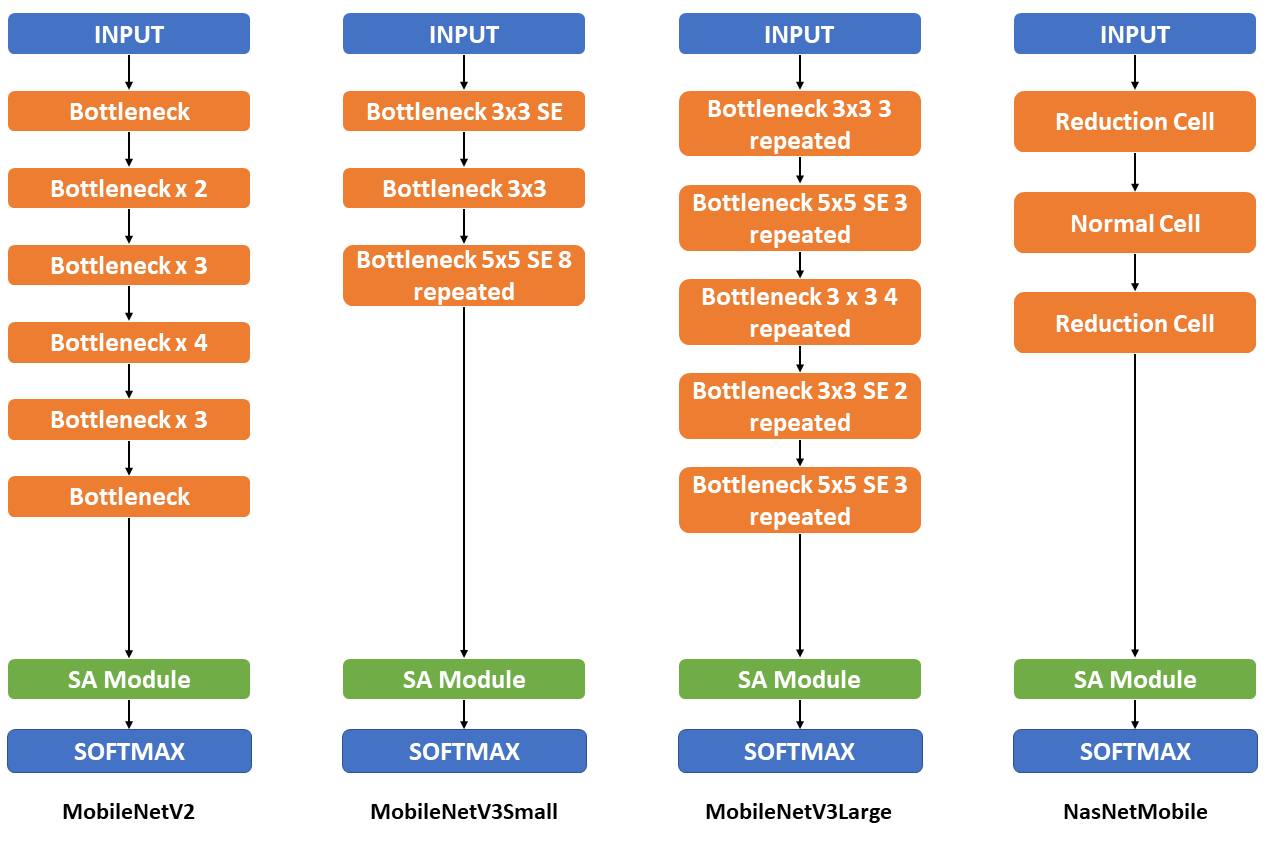 INPUT
Bottleneck
Bottleneck x 2
Bottleneck x 3
Bottleneck x 4
Bottleneck x 3
Bottleneck
SA Module
SOFTMAX
MobileNetV2
INPUT
Bottleneck 3x3 SE
Bottleneck 3x3
Bottleneck 5x5 SE 8
repeated
SA Module
SOFTMAX
MobileNetV3Small
INPUT
Bottleneck 3x3 3
repeated
Bottleneck 5x5 SE 3
repeated
Bottleneck 3 x 3 4
repeated
Bottleneck 3x3 SE 2
repeated
Bottleneck 5x5 SE 3
repeated
SA Module
SOFTMAX
MobileNetV3Large
INPUT
Reduction Cell
Normal Cell
Reduction Cell
SA Module
SOFTMAX
NasNetMobile